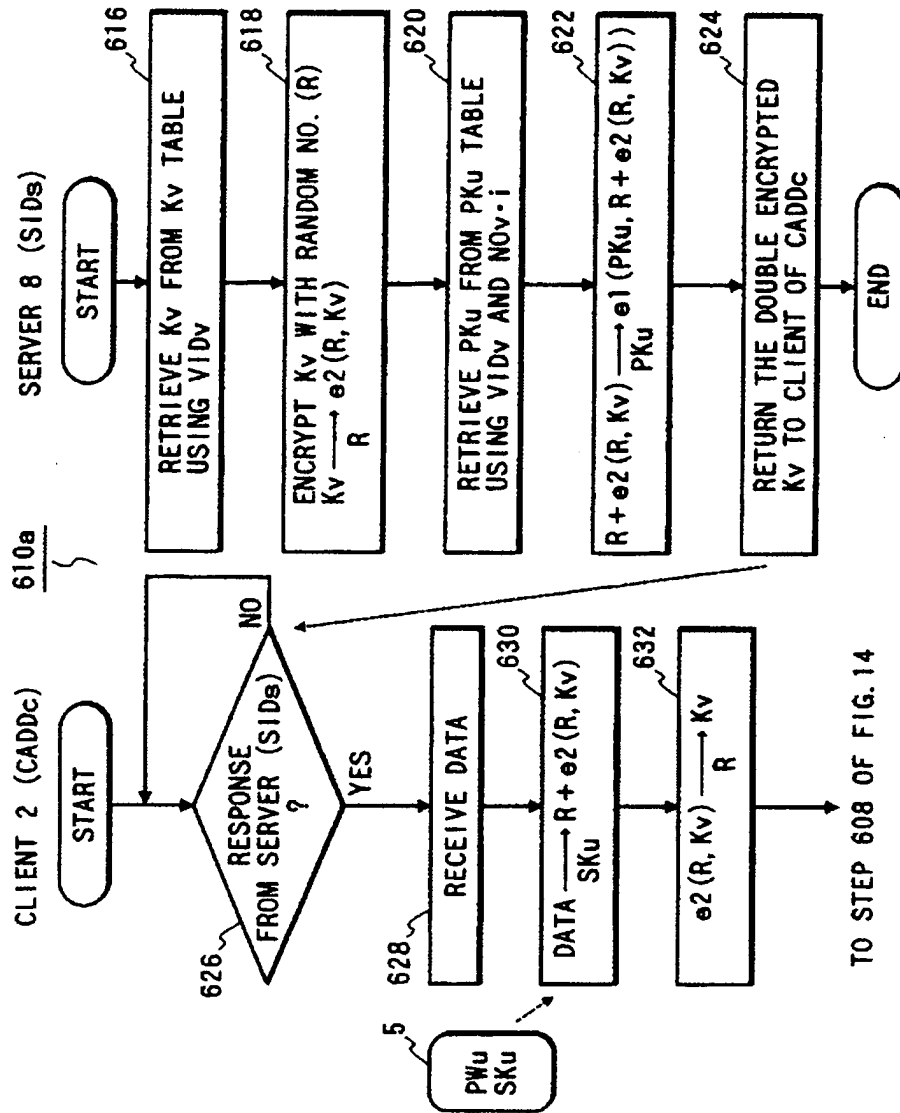 610a
CLIENT 2 (CADDc)
START
626
RESPONSE
FROM SERVER (SIDs)
?
NO
YES
628
RECEIVE DATA
5
PWu
SKu
630
DATA ⟶ R + e2 (R, Kv)
SKu
632
e2 (R, Kv) ⟶ Kv
R
TO STEP 608 OF FIG. 14
SERVER 8 (SIDs)
START
616
RETRIEVE Kv FROM Kv TABLE
USING VIDv
618
ENCRYPT Kv WITH RANDOM NO. (R)
Kv ⟶ e2 (R, Kv)
R
620
RETRIEVE PKu FROM PKu TABLE
USING VIDv AND NOv·i
622
R + e2 (R, Kv) ⟶ e1 (PKu, R + e2 (R, Kv))
PKu
624
RETURN THE DOUBLE ENCRYPTED
Kv TO CLIENT OF CADDc
END